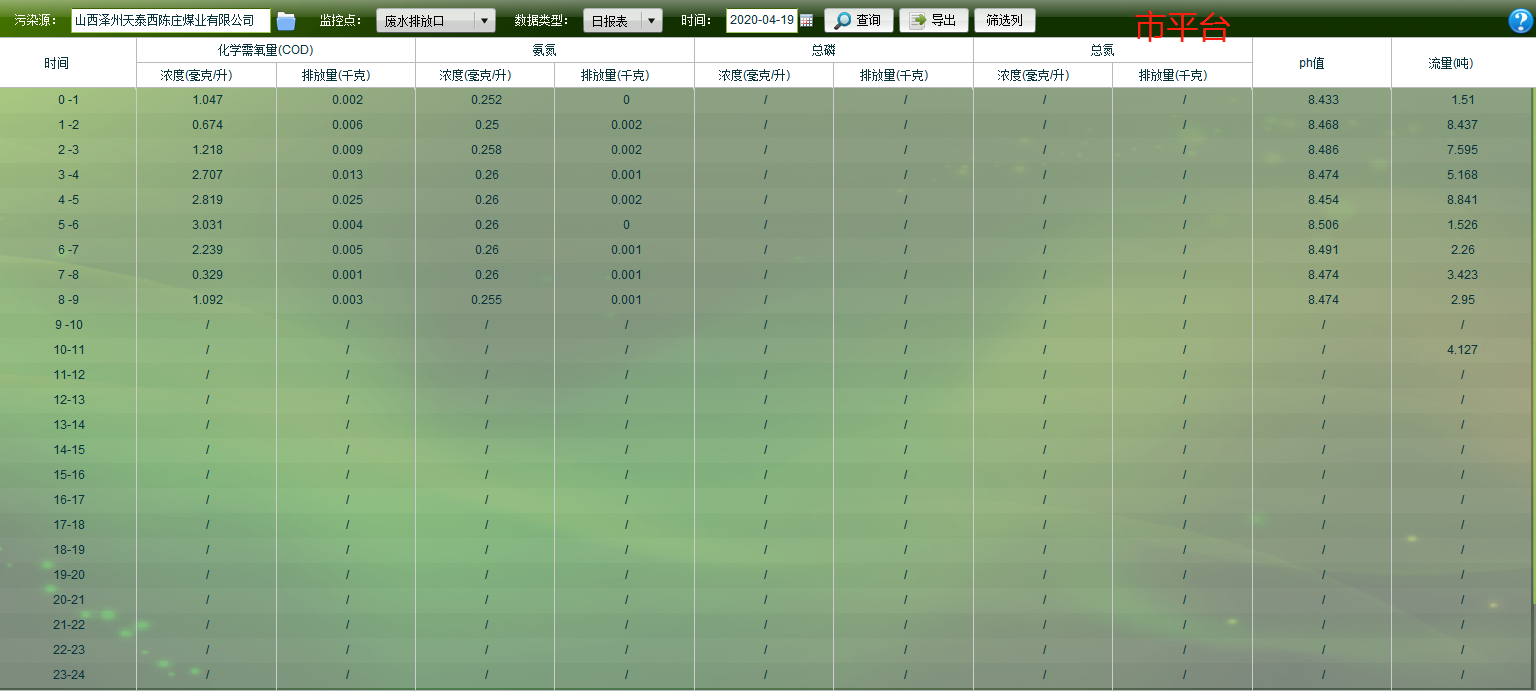 污染源： 山西泽州天泰西陈庄煤业有限公司 监控点： 废水排放口 数据类型： 日报表 时间： 2020-04-19 查询 导出 筛选列 市平台
时间 化学需氧量(COD) 氨氮 总磷 总氮 ph值 流量(吨)
浓度(毫克/升) 排放量(千克) 浓度(毫克/升) 排放量(千克) 浓度(毫克/升) 排放量(千克) 浓度(毫克/升) 排放量(千克)
0 -1 1.047 0.002 0.252 0 / / / / 8.433 1.51
1 -2 0.674 0.006 0.25 0.002 / / / / 8.468 8.437
2 -3 1.218 0.009 0.258 0.002 / / / / 8.486 7.595
3 -4 2.707 0.013 0.26 0.001 / / / / 8.474 5.168
4 -5 2.819 0.025 0.26 0.002 / / / / 8.454 8.841
5 -6 3.031 0.004 0.26 0 / / / / 8.506 1.526
6 -7 2.239 0.005 0.26 0.001 / / / / 8.491 2.26
7 -8 0.329 0.001 0.26 0.001 / / / / 8.474 3.423
8 -9 1.092 0.003 0.255 0.001 / / / / 8.474 2.95
9 -10 / / / / / / / / / /
10-11 / / / / / / / / / 4.127
11-12 / / / / / / / / / /
12-13 / / / / / / / / / /
13-14 / / / / / / / / / /
14-15 / / / / / / / / / /
15-16 / / / / / / / / / /
16-17 / / / / / / / / / /
17-18 / / / / / / / / / /
18-19 / / / / / / / / / /
19-20 / / / / / / / / / /
20-21 / / / / / / / / / /
21-22 / / / / / / / / / /
22-23 / / / / / / / / / /
23-24 / / / / / / / / / /